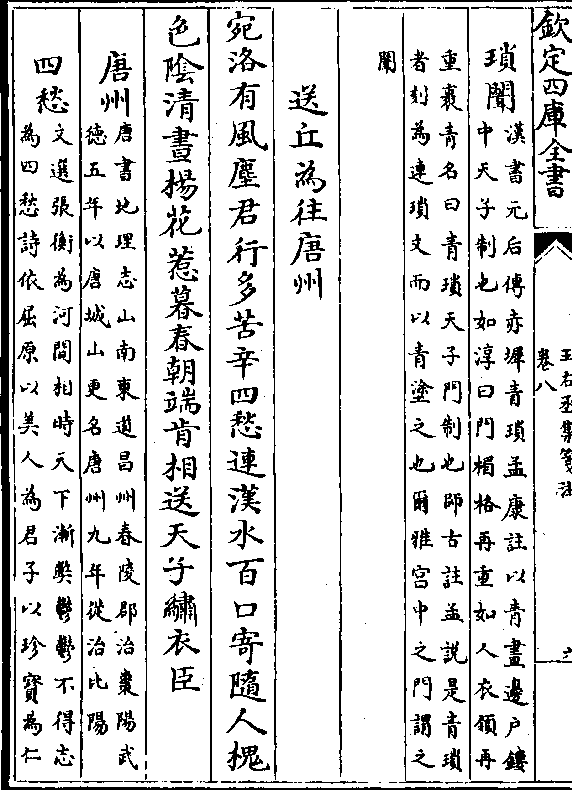 欽定四庫全書
王右丞集箋注
卷八
瑣闈漢書元后傳赤墀青瑣孟康註以青畫邊户鏤
中天子制也如淳曰門楣格再重如人衣領再
重裏青名曰青瑣天子門制也師古註孟説是青瑣
者刻為連瑣文而以青塗之也爾雅宫中之門謂之
闈
送丘為往唐州
宛洛有風塵君行多苦辛四愁連漢水百口寄隨人槐
色陰清晝楊花惹暮春朝端肯相送天子繡衣臣
唐州唐書地理志山南東道昌州舂陵郡治棗陽武
徳五年以唐城山更名唐州九年從治比陽
四愁文選張衡為河間相時天下漸弊鬱鬱不得志
為四愁詩依屈原以美人為君子以珍寳為仁